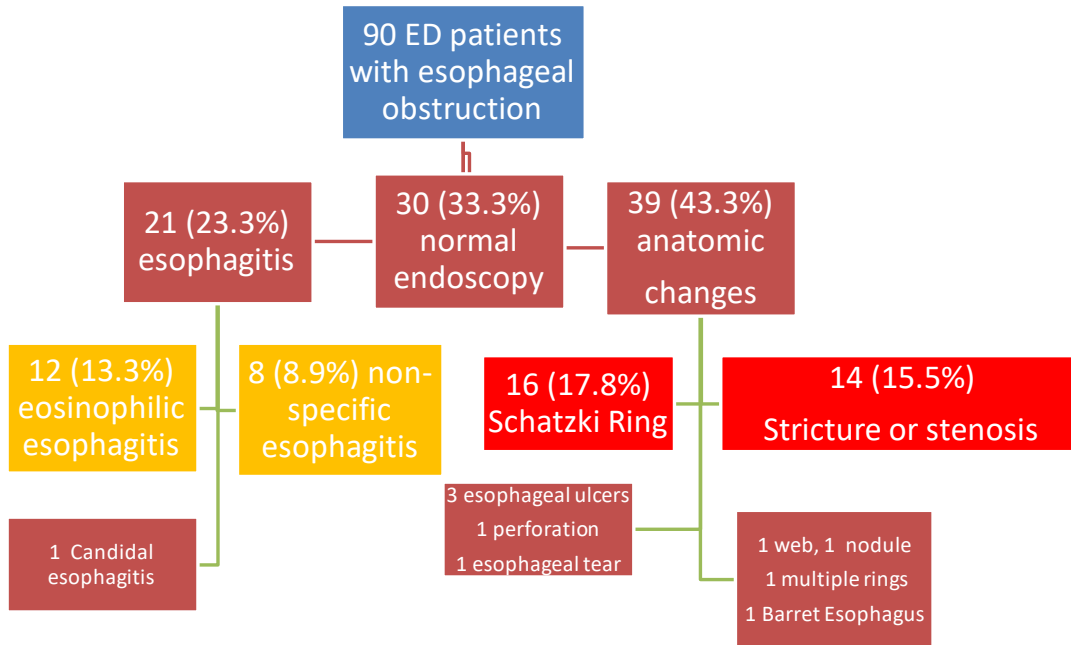 90 ED patients
with esophageal
obstruction
21 (23.3%)
esophagitis
30 (33.3%)
normal
endoscopy
39 (43.3%)
anatomic
changes
12 (13.3%)
eosinophilic
esophagitis
8 (8.9%) non-
specific
esophagitis
16 (17.8%)
Schatzki Ring
14 (15.5%)
Stricture or stenosis
1 Candidal
esophagitis
3 esophageal ulcers
1 perforation
1 esophageal tear
1 web, 1 nodule
1 multiple rings
1 Barret Esophagus